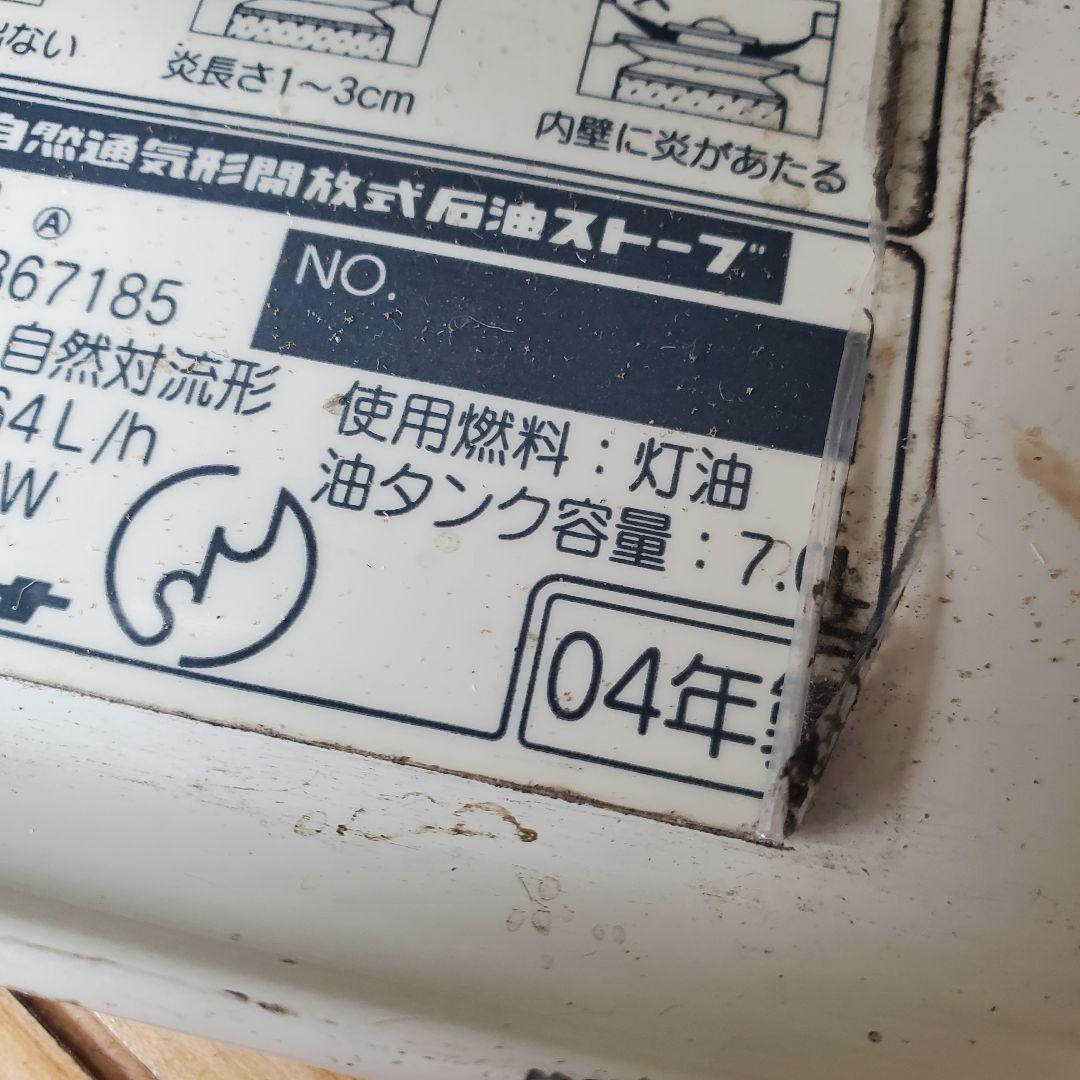 出ない
炎長さ1～3cm
内壁に炎があたる
自然通気形開放式石油ストーブ
Ⓐ
367185
NO.
自然対流形
64L/h
W
使用燃料：灯油
油タンク容量：7.0
04年